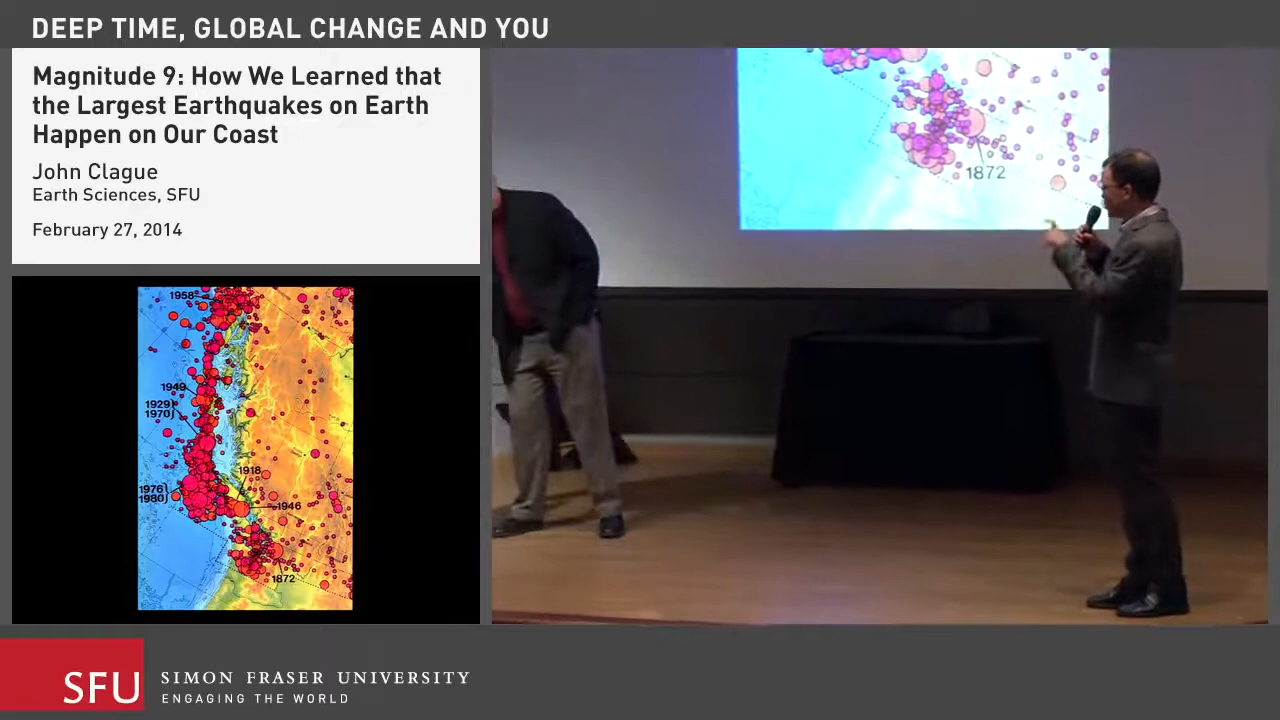 DEEP TIME, GLOBAL CHANGE AND YOU
Magnitude 9: How We Learned that
the Largest Earthquakes on Earth
Happen on Our Coast
John Clague
Earth Sciences, SFU
February 27, 2014
1872
1958
1949
1929
1970
1918
1976
1980
1946
1872
SFU
SIMON FRASER UNIVERSITY
ENGAGING THE WORLD